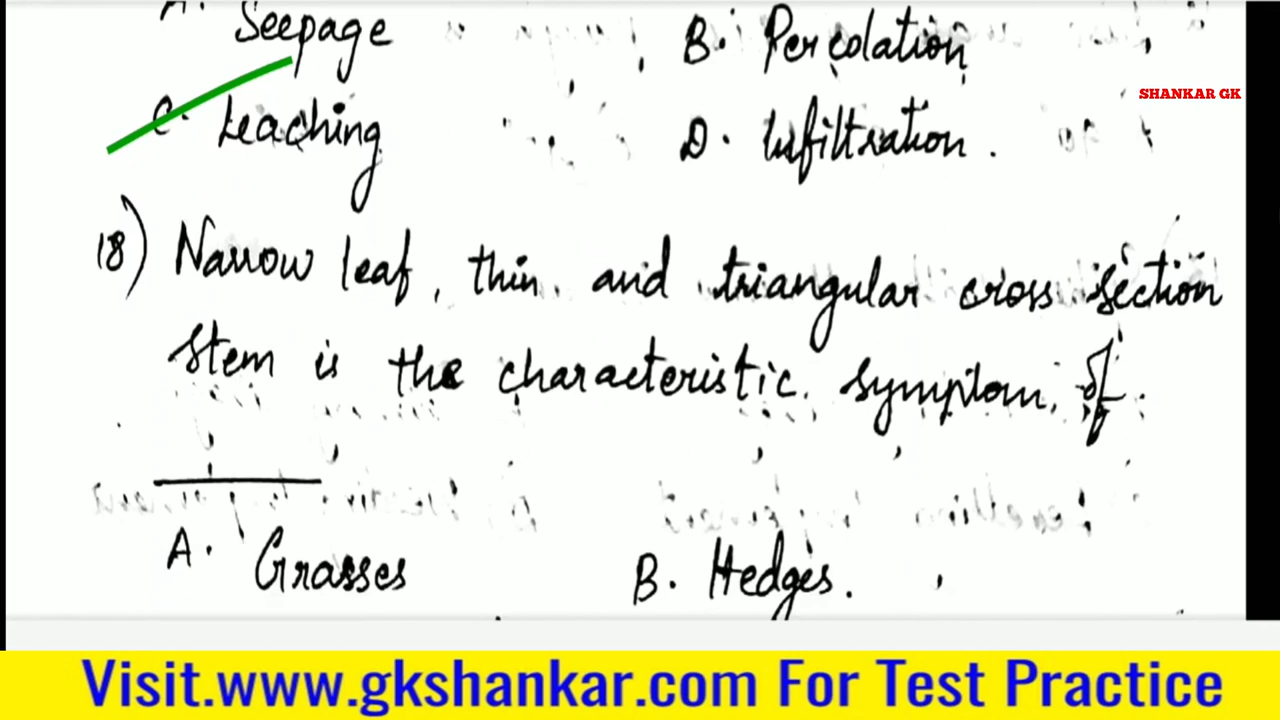 A. Seepage
B. Percolation
SHANKAR GK
C. Leaching
D. Infiltration.
18) Narrow leaf, thin and triangular cross section
stem is the characteristic symptom of
A. Grasses
B. Hedges.
Visit.www.gkshankar.com For Test Practice